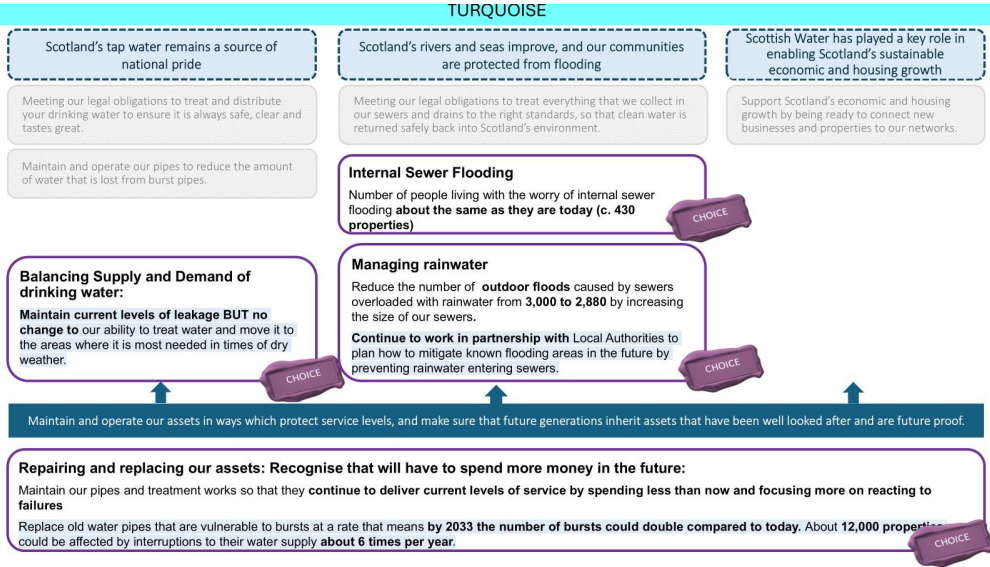 TURQUOISE
Scotland's tap water remains a source of
national pride
Scotland's rivers and seas improve, and our communities
are protected from flooding
Scottish Water has played a key role in
enabling Scotland's sustainable
economic and housing growth
Meeting our legal obligations to treat and distribute
your drinking water to ensure it is always safe, clear and
tastes great.
Meeting our legal obligations to treat everything that we collect in
our sewers and drains to the right standards, so that clean water is
returned safely back into Scotland's environment.
Support Scotland's economic and housing
growth by being ready to connect new
businesses and properties to our networks.
Maintain and operate our pipes to reduce the amount
of water that is lost from burst pipes.
Internal Sewer Flooding
Number of people living with the worry of internal sewer
flooding about the same as they are today (c. 430
properties)
CHOICE
Balancing Supply and Demand of
drinking water:
Maintain current levels of leakage BUT no
change to our ability to treat water and move it to
the areas where it is most needed in times of dry
weather.
CHOICE
Managing rainwater
Reduce the number of outdoor floods caused by sewers
overloaded with rainwater from 3,000 to 2,880 by increasing
the size of our sewers.
Continue to work in partnership with Local Authorities to
plan how to mitigate known flooding areas in the future by
preventing rainwater entering sewers.
CHOICE
Maintain and operate our assets in ways which protect service levels, and make sure that future generations inherit assets that have been well looked after and are future proof.
Repairing and replacing our assets: Recognise that will have to spend more money in the future:
Maintain our pipes and treatment works so that they continue to deliver current levels of service by spending less than now and focusing more on reacting to
failures
Replace old water pipes that are vulnerable to bursts at a rate that means by 2033 the number of bursts could double compared to today. About 12,000
could be affected by interruptions to their water supply about 6 times per year.
CHOICE